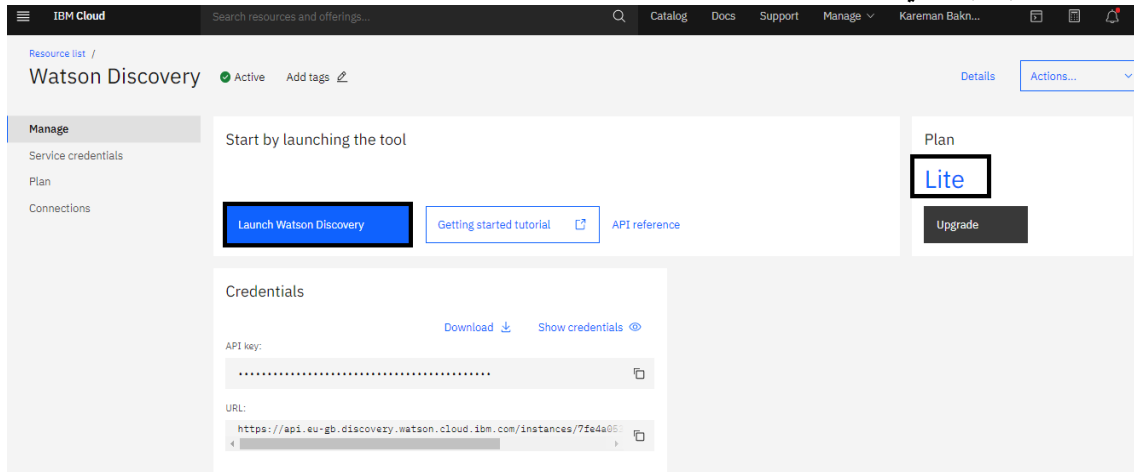 IBM Cloud
Search resources and offerings...
Catalog
Docs
Support
Manage
Kareman Bakn...
Resource list /
Watson Discovery
Active
Add tags
Details
Actions...
Manage
Service credentials
Plan
Connections
Start by launching the tool
Launch Watson Discovery
Getting started tutorial
API reference
Plan
Lite
Upgrade
Credentials
Download
Show credentials
API key:
••••••••••••••••••••••••••••••••••••••••••••
URL:
https://api.eu-gb.discovery.watson.cloud.ibm.com/instances/7fe4a05